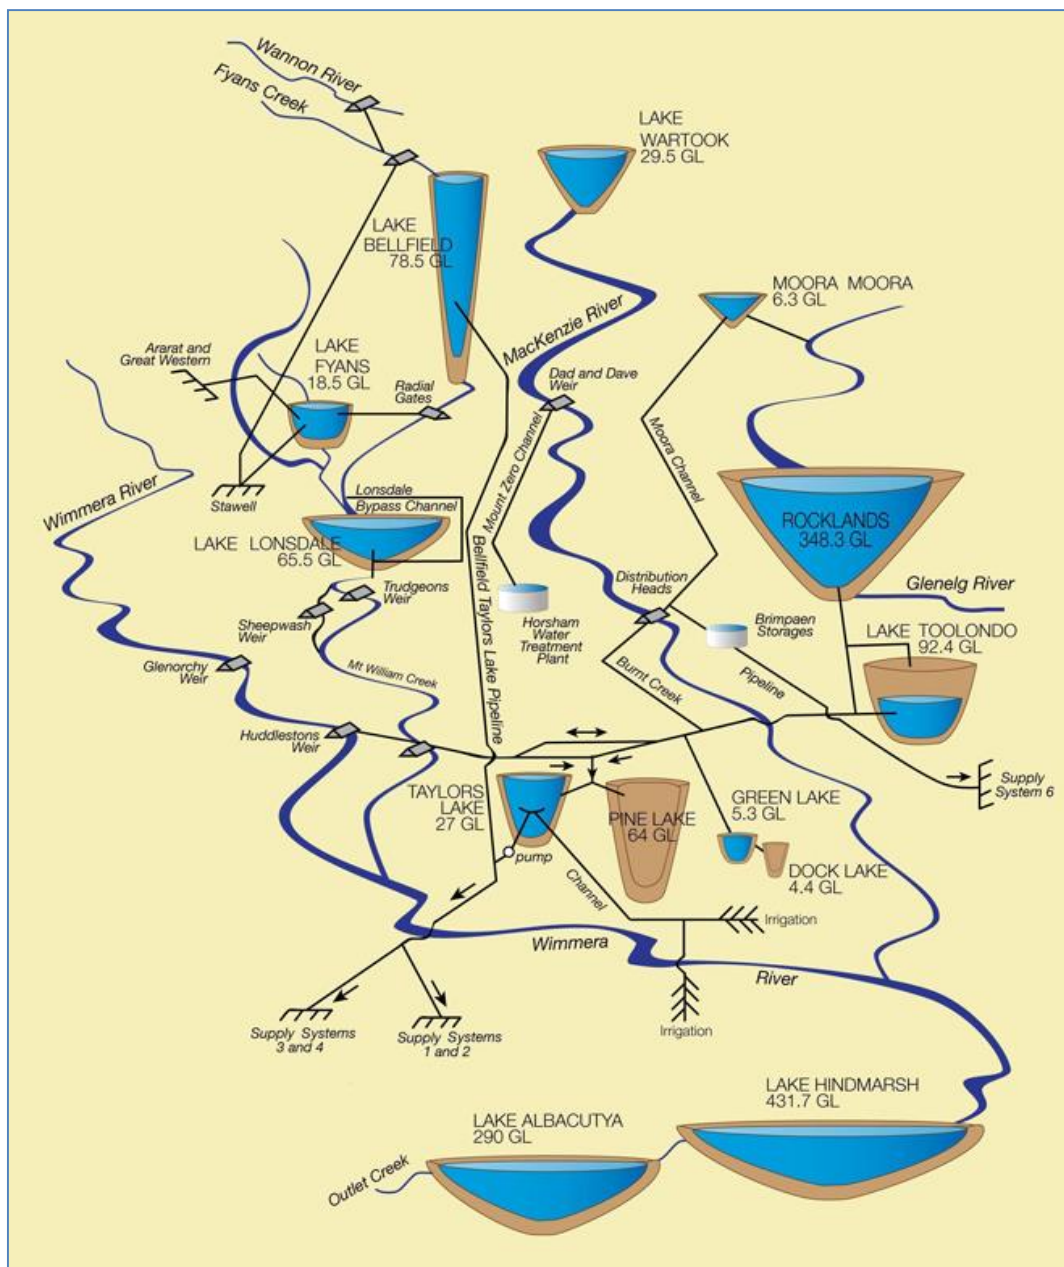 Wannon River
Fyans Creek
LAKE
WARTOOK
29.5 GL
LAKE
BELLFIELD
78.5 GL
MOORA MOORA
6.3 GL
MacKenzie River
Ararat and
Great Western
LAKE
FYANS
18.5 GL
Radial
Gates
Dad and Dave
Weir
Moora Channel
Mount Zero Channel
Wimmera River
Stawell
Lonsdale
Bypass Channel
LAKE LONSDALE
65.5 GL
ROCKLANDS
348.3 GL
Glenelg River
Bellfield Taylors Lake Pipeline
Trudgeons
Weir
Sheepwash
Weir
Glenorchy
Weir
Mt William Creek
Horsham
Water
Treatment
Plant
Distribution
Heads
Brimpaen
Storages
LAKE TOOLONDO
92.4 GL
Burnt Creek
Pipeline
Huddlestons
Weir
TAYLORS
LAKE
27 GL
PINE LAKE
64 GL
GREEN LAKE
5.3 GL
Supply
System 6
DOCK LAKE
4.4 GL
pump
Channel
Irrigation
Wimmera
River
Irrigation
Supply Systems
3 and 4
Supply Systems
1 and 2
LAKE HINDMARSH
431.7 GL
LAKE ALBACUTYA
290 GL
Outlet Creek